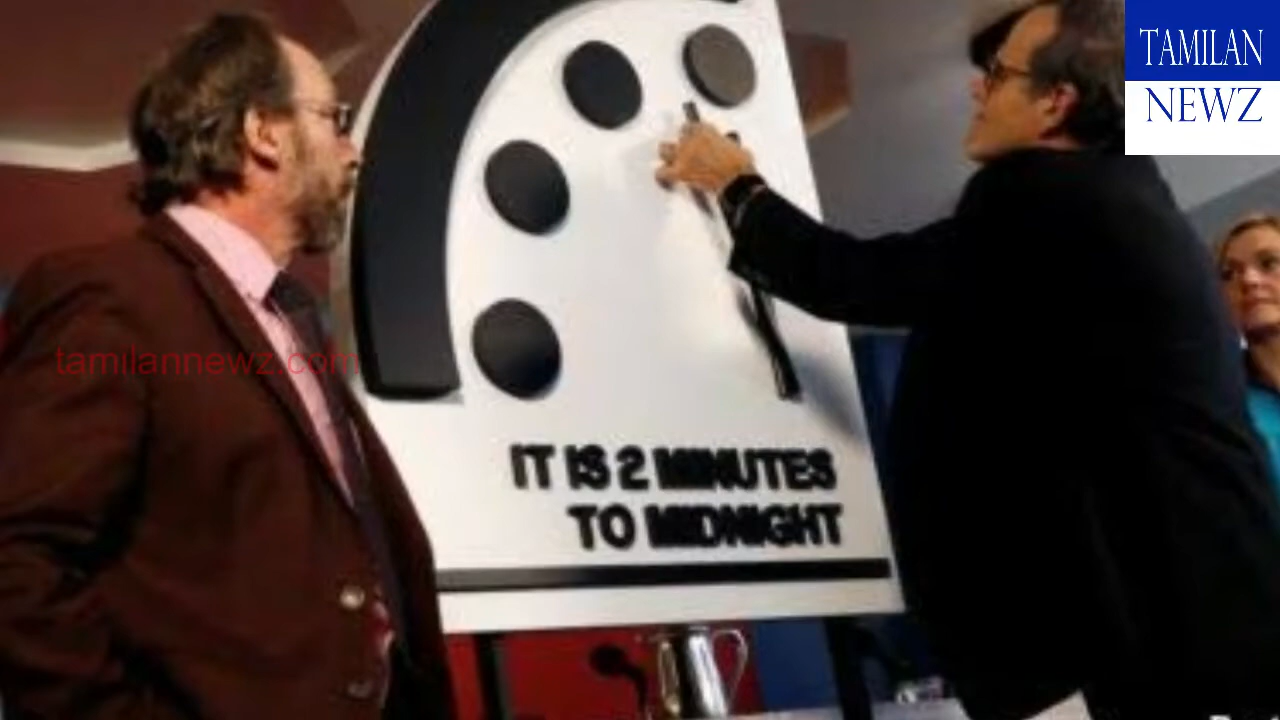 TAMILAN
NEWZ
tamilannewz.com
IT IS 2 MINUTES
TO MIDNIGHT